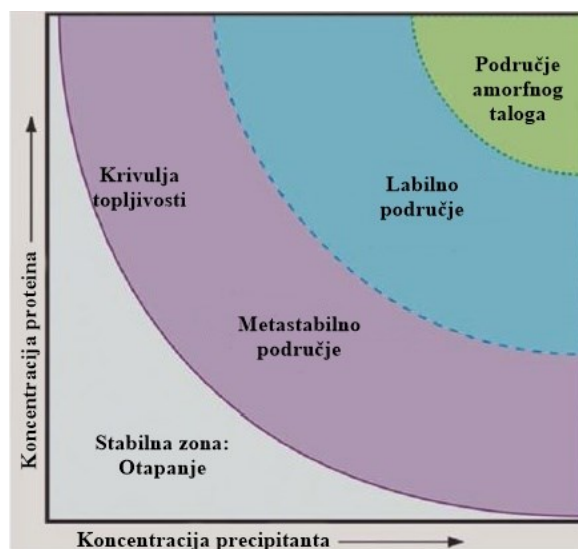 Područje
amorfnog
taloga
Krivulja
topljivosti
Labilno
područje
Metastabilno
područje
Stabilna zona:
Otapanje
Koncentracija proteina
Koncentracija precipitanta